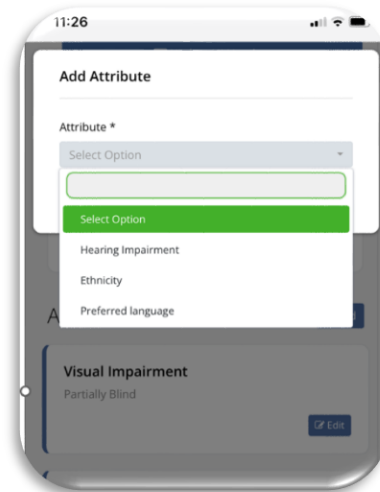 11:26
Add Attribute
Attribute *
Select Option
Select Option
Hearing Impairment
Ethnicity
Preferred language
A
Visual Impairment
Partially Blind
Edit